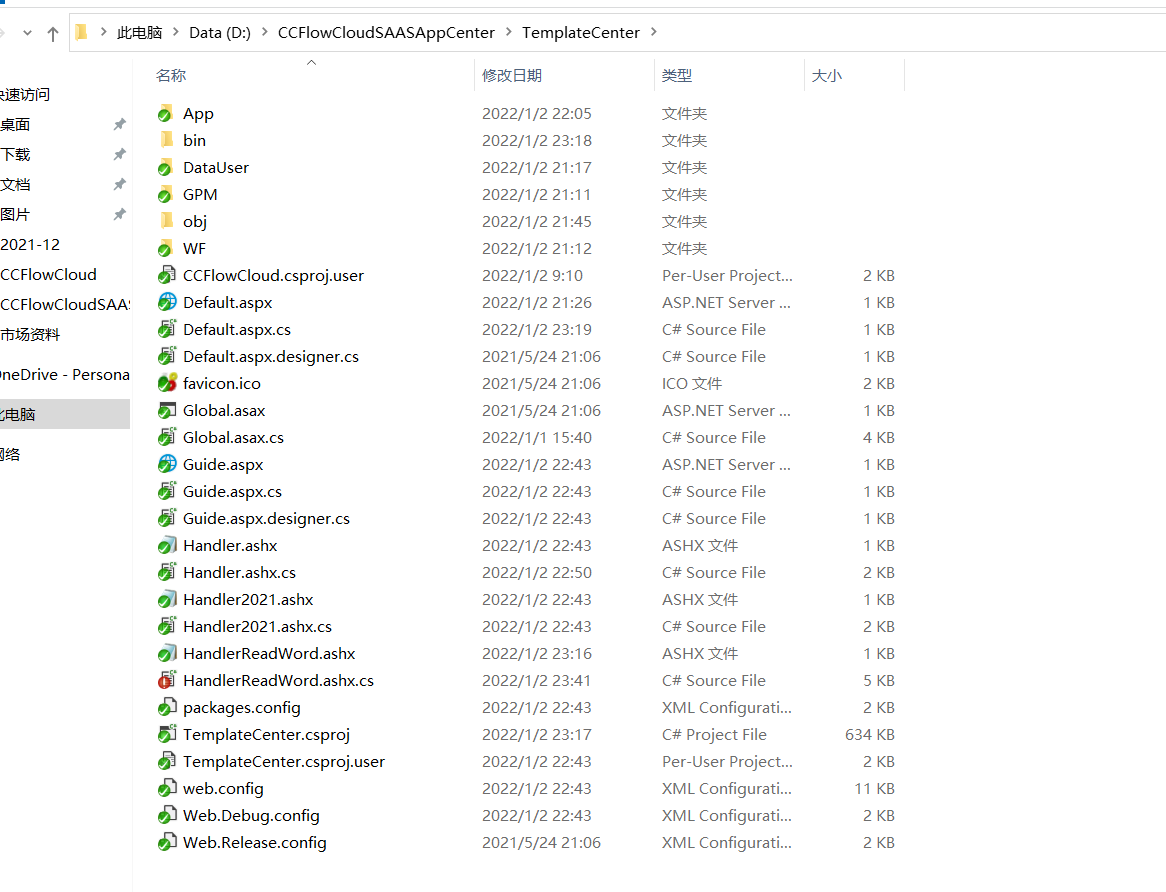 此电脑 Data (D:) CCFlowCloudSAASAppCenter TemplateCenter
名称 修改日期 类型 大小
速访问
桌面
下载
文档
图片
2021-12
CCFlowCloud
CCFlowCloudSAAS
市场资料
OneDrive - Persona
此电脑
网络
App 2022/1/2 22:05 文件夹
bin 2022/1/2 23:18 文件夹
DataUser 2022/1/2 21:17 文件夹
GPM 2022/1/2 21:11 文件夹
obj 2022/1/2 21:45 文件夹
WF 2022/1/2 21:12 文件夹
CCFlowCloud.csproj.user 2022/1/2 9:10 Per-User Project... 2 KB
Default.aspx 2022/1/2 21:26 ASP.NET Server ... 1 KB
Default.aspx.cs 2022/1/2 23:19 C# Source File 1 KB
Default.aspx.designer.cs 2021/5/24 21:06 C# Source File 1 KB
favicon.ico 2021/5/24 21:06 ICO 文件 2 KB
Global.asax 2021/5/24 21:06 ASP.NET Server ... 1 KB
Global.asax.cs 2022/1/1 15:40 C# Source File 4 KB
Guide.aspx 2022/1/2 22:43 ASP.NET Server ... 1 KB
Guide.aspx.cs 2022/1/2 22:43 C# Source File 1 KB
Guide.aspx.designer.cs 2022/1/2 22:43 C# Source File 1 KB
Handler.ashx 2022/1/2 22:43 ASHX 文件 1 KB
Handler.ashx.cs 2022/1/2 22:50 C# Source File 2 KB
Handler2021.ashx 2022/1/2 22:43 ASHX 文件 1 KB
Handler2021.ashx.cs 2022/1/2 22:43 C# Source File 2 KB
HandlerReadWord.ashx 2022/1/2 23:16 ASHX 文件 1 KB
HandlerReadWord.ashx.cs 2022/1/2 23:41 C# Source File 5 KB
packages.config 2022/1/2 22:43 XML Configurati... 2 KB
TemplateCenter.csproj 2022/1/2 23:17 C# Project File 634 KB
TemplateCenter.csproj.user 2022/1/2 22:43 Per-User Project... 2 KB
web.config 2022/1/2 22:43 XML Configurati... 11 KB
Web.Debug.config 2022/1/2 22:43 XML Configurati... 2 KB
Web.Release.config 2021/5/24 21:06 XML Configurati... 2 KB